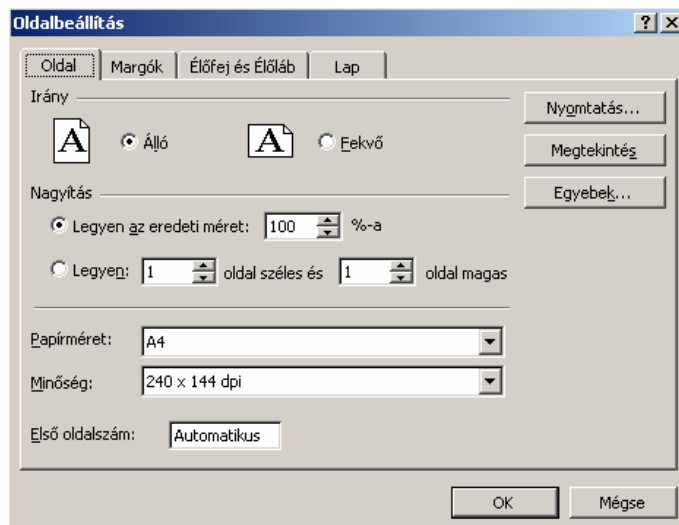 Oldalbeállítás
Oldal Margók Élőfej és Élőláb Lap
Irány
A Álló A Fekvő
Nagyítás
Legyen az eredeti méret: 100 %-a
Legyen: 1 oldal széles és 1 oldal magas
Papírméret: A4
Minőség: 240 x 144 dpi
Első oldalszám: Automatikus
Nyomtatás...
Megtekintés
Egyebek...
OK Mégse